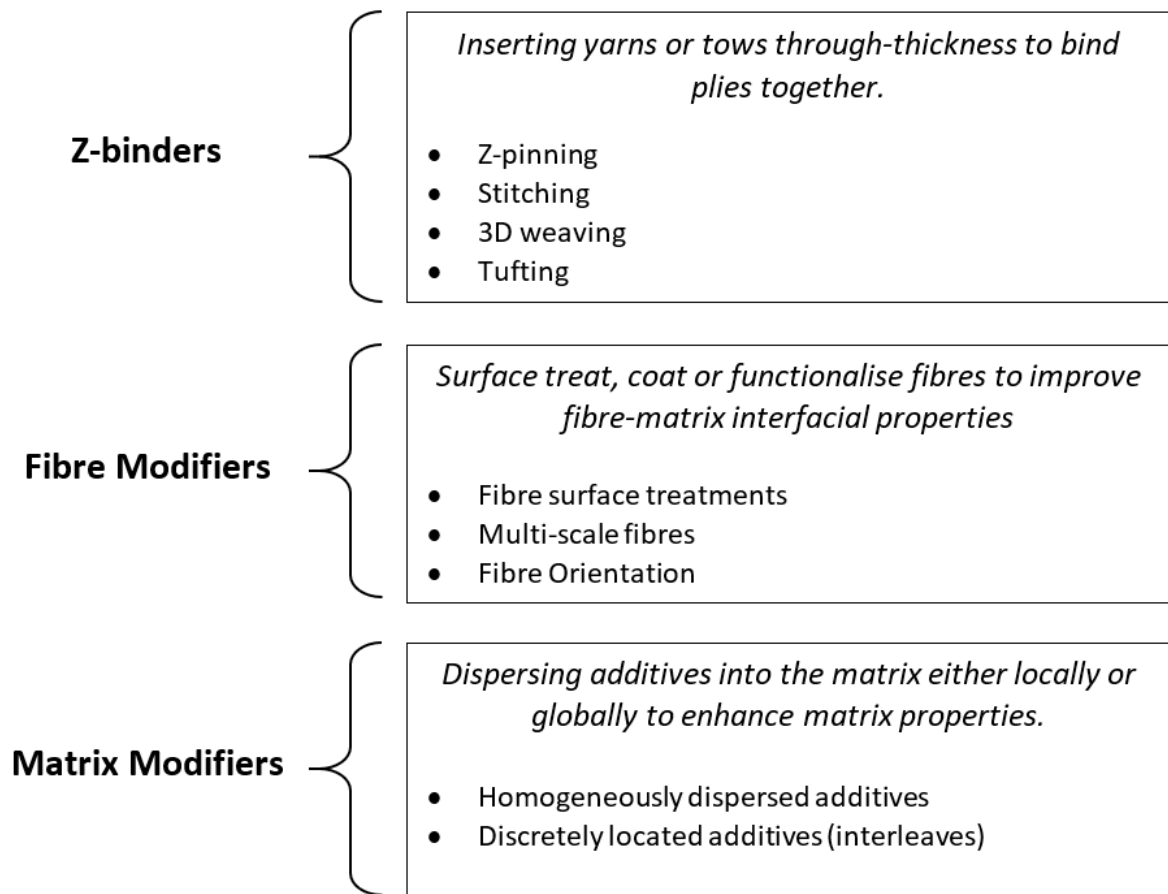 Z-binders
Inserting yarns or tows through-thickness to bind
plies together.
● Z-pinning
● Stitching
● 3D weaving
● Tufting
Fibre Modifiers
Surface treat, coat or functionalise fibres to improve
fibre-matrix interfacial properties
● Fibre surface treatments
● Multi-scale fibres
● Fibre Orientation
Matrix Modifiers
Dispersing additives into the matrix either locally or
globally to enhance matrix properties.
● Homogeneously dispersed additives
● Discretely located additives (interleaves)